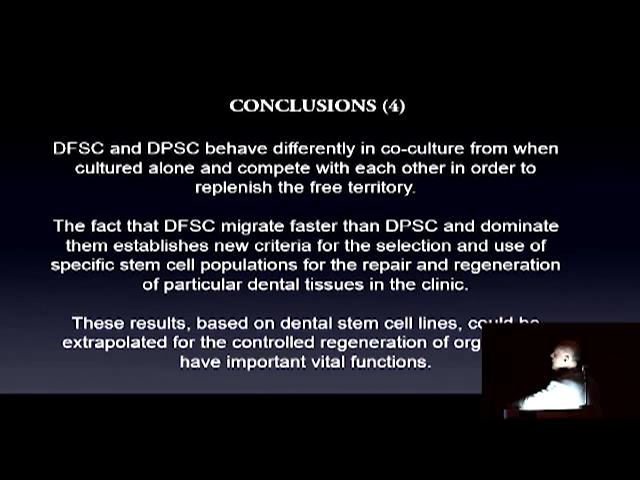 CONCLUSIONS (4)
DFSC and DPSC behave differently in co-culture from when
cultured alone and compete with each other in order to
replenish the free territory.
The fact that DFSC migrate faster than DPSC and dominate
them establishes new criteria for the selection and use of
specific stem cell populations for the repair and regeneration
of particular dental tissues in the clinic.
These results, based on dental stem cell lines, could be
extrapolated for the controlled regeneration of
have important vital functions.